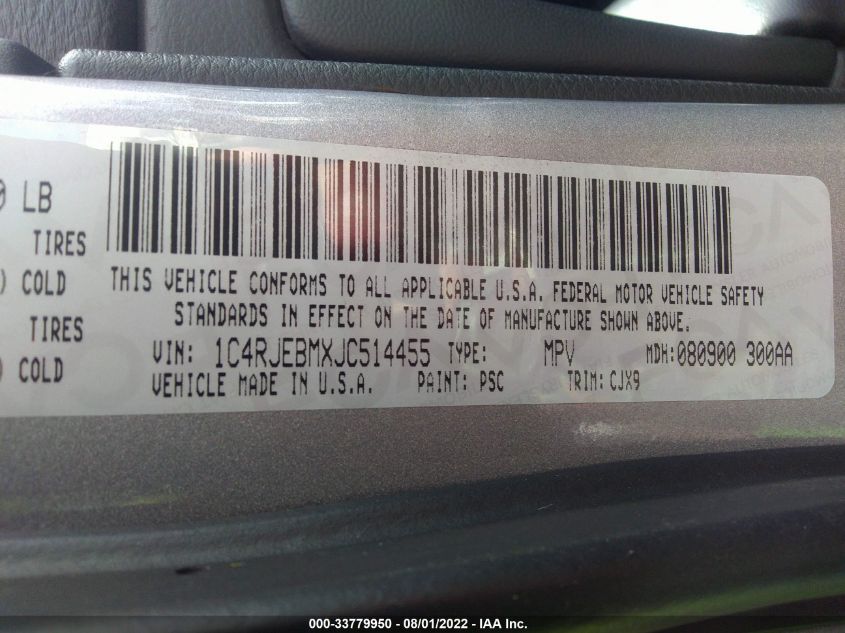 0 LB
TIRES
) COLD
TIRES
) COLD
THIS VEHICLE CONFORMS TO ALL APPLICABLE U.S.A. FEDERAL MOTOR VEHICLE SAFETY
STANDARDS IN EFFECT ON THE DATE OF MANUFACTURE SHOWN ABOVE.
VIN: 1C4RJEBMXJC514455 TYPE: MPV MDH:080900 300AA
VEHICLE MADE IN U.S.A. PAINT: PSC TRIM: CJX9
000-33779950 - 08/01/2022 - IAA Inc.